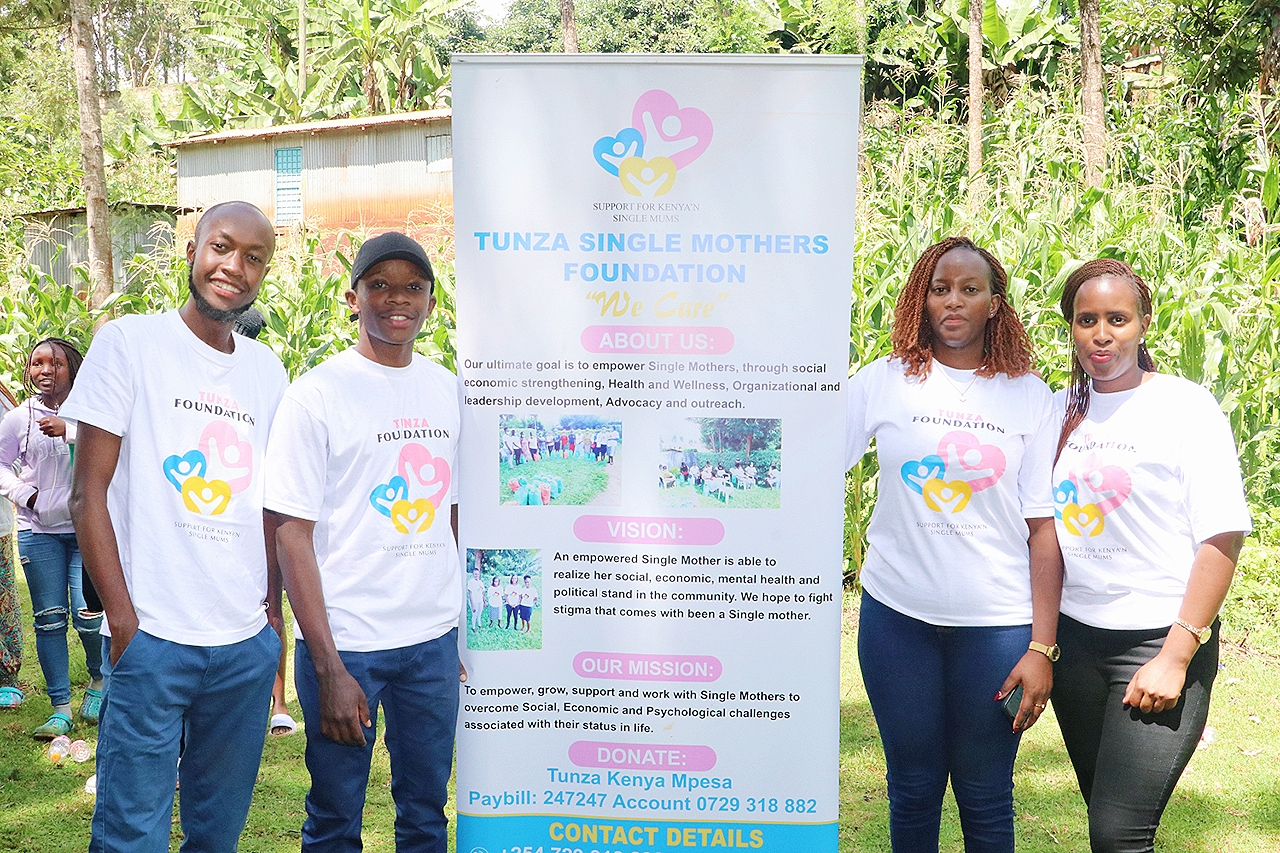 SUPPORT FOR KENYA'N
SINGLE MUMS
TUNZA SINGLE MOTHERS
FOUNDATION
"We Care"
ABOUT US:
Our ultimate goal is to empower Single Mothers, through social
economic strengthening, Health and Wellness, Organizational and
leadership development, Advocacy and outreach.
VISION:
An empowered Single Mother is able to
realize her social, economic, mental health and
political stand in the community. We hope to fight
stigma that comes with been a Single mother.
OUR MISSION:
To empower, grow, support and work with Single Mothers to
overcome Social, Economic and Psychological challenges
associated with their status in life.
DONATE:
Tunza Kenya Mpesa
Paybill: 247247 Account 0729 318 882
CONTACT DETAILS
TUNZA
FOUNDATION
SUPPORT FOR KENYA'N
SINGLE MUMS
TUNZA
FOUNDATION
SUPPORT FOR KENYA'N
SINGLE MUMS
TUNZA
FOUNDATION
SUPPORT FOR KENYA'N
SINGLE MUMS
FOUNDATION
SUPPORT FOR KENYA'N
SINGLE MUMS